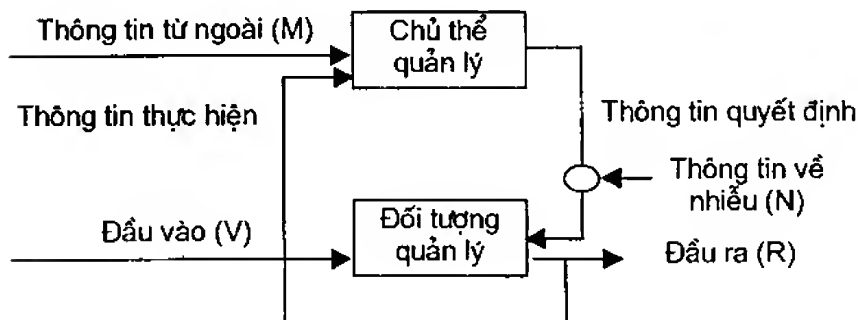 Thông tin từ ngoài (M)
Chủ thể
quản lý
Thông tin thực hiện
Thông tin quyết định
Thông tin về
nhiễu (N)
Đầu vào (V)
Đối tượng
quản lý
Đầu ra (R)